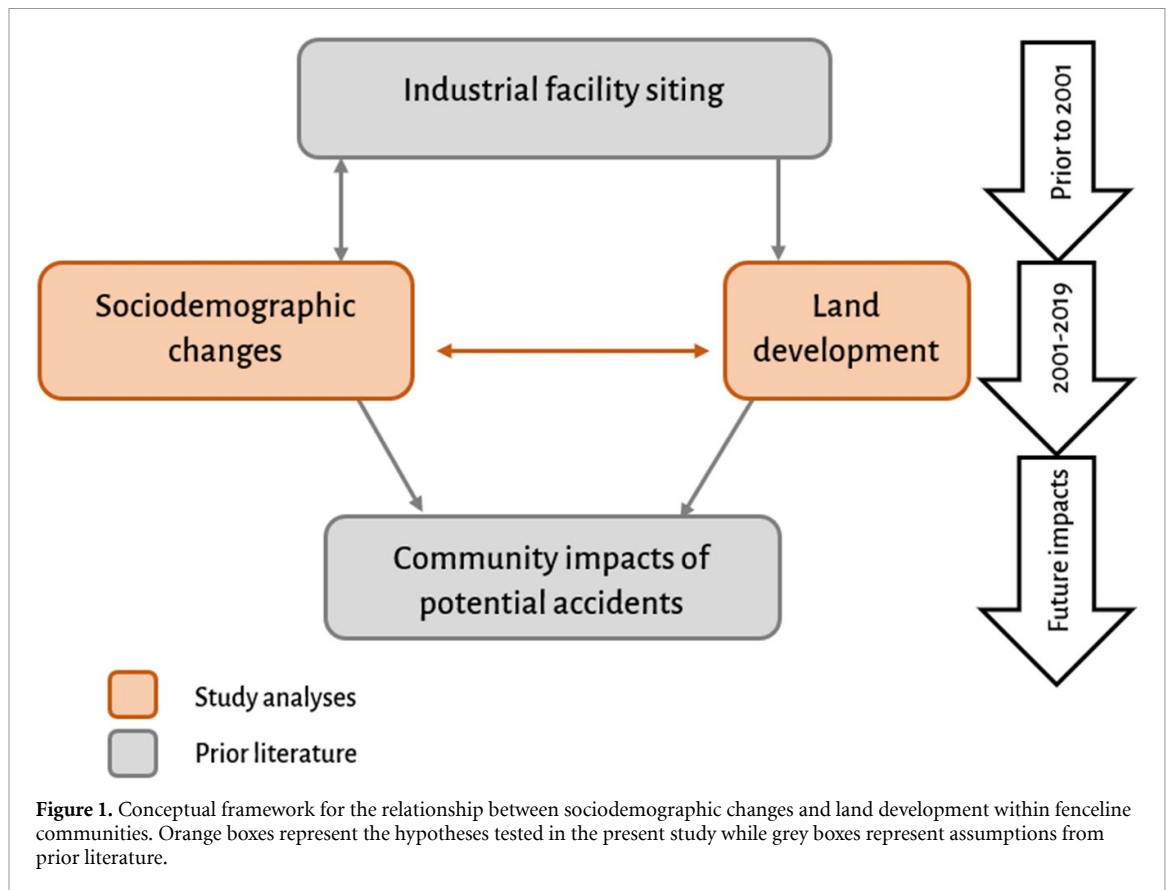 Industrial facility siting
Prior to 2001
Sociodemographic
changes
Land
development
2001-2019
Community impacts of
potential accidents
Future impacts
Study analyses
Prior literature
Figure 1. Conceptual framework for the relationship between sociodemographic changes and land development within fenceline
communities. Orange boxes represent the hypotheses tested in the present study while grey boxes represent assumptions from
prior literature.